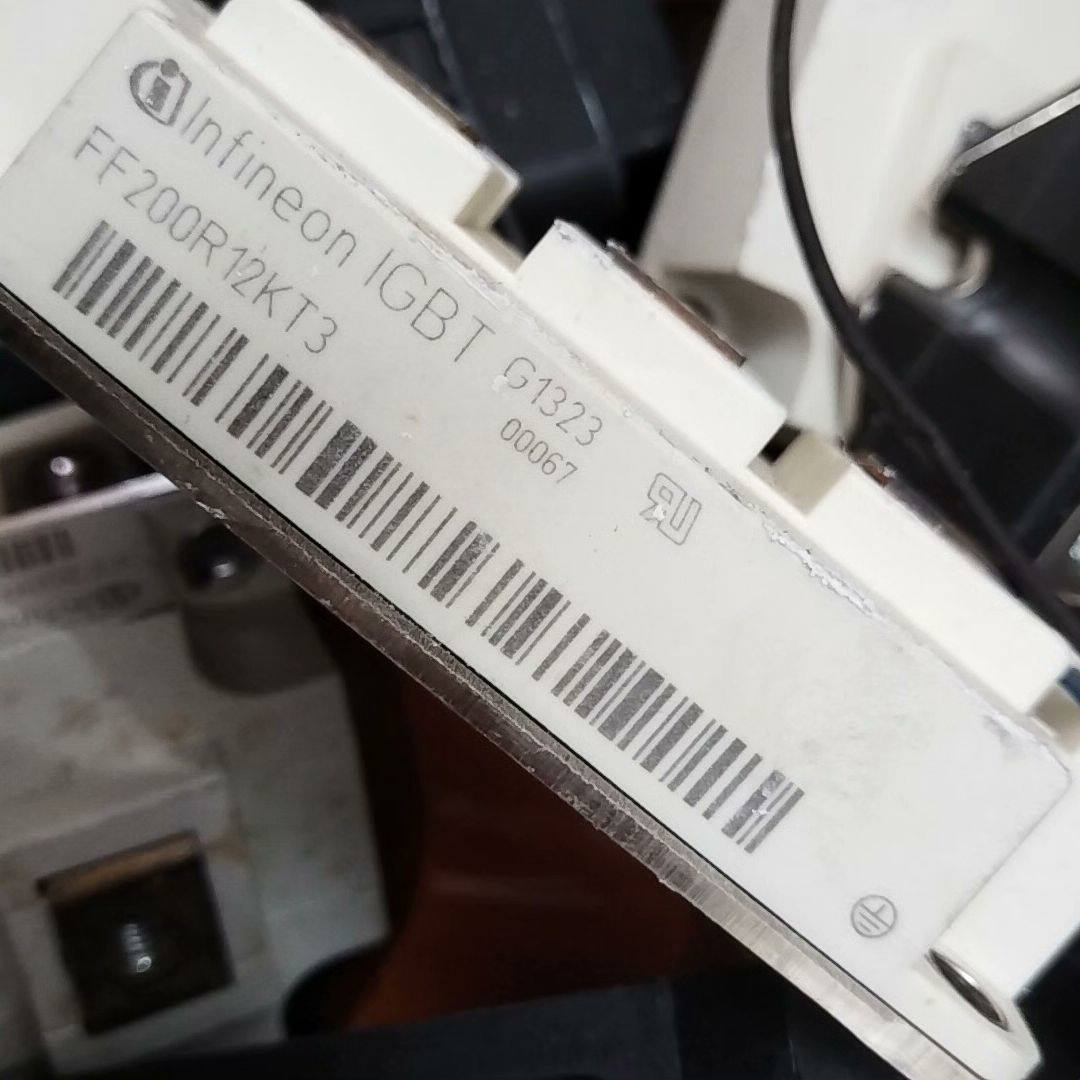 Infineon IGBT G1323
FF200R12KT3
00067